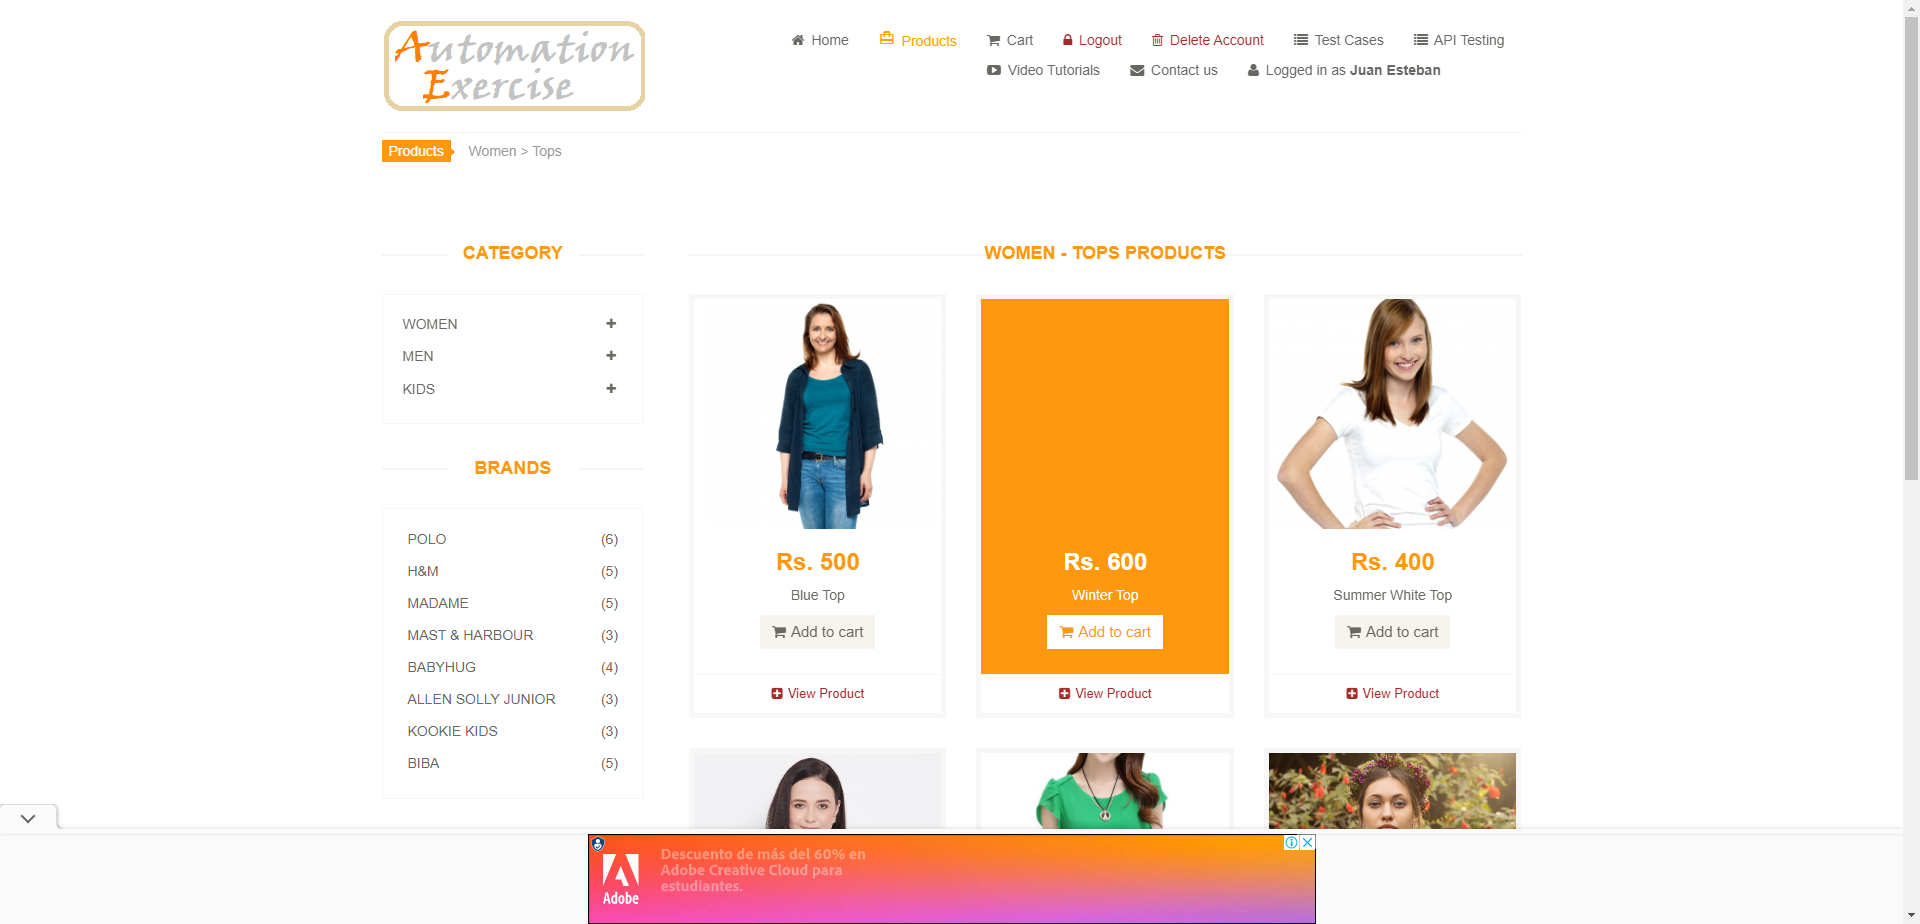 Automation
Exercise
Home
Products
Cart
Logout
Delete Account
Test Cases
API Testing
Video Tutorials
Contact us
Logged in as Juan Esteban
Products
Women > Tops
CATEGORY
WOMEN
MEN
KIDS
BRANDS
POLO (6)
H&M (5)
MADAME (5)
MAST & HARBOUR (3)
BABYHUG (4)
ALLEN SOLLY JUNIOR (3)
KOOKIE KIDS (3)
BIBA (5)
WOMEN - TOPS PRODUCTS
Rs. 500
Blue Top
Add to cart
View Product
Rs. 600
Winter Top
Add to cart
View Product
Rs. 400
Summer White Top
Add to cart
View Product
Adobe
Descuento de más del 60% en
Adobe Creative Cloud para
estudiantes.